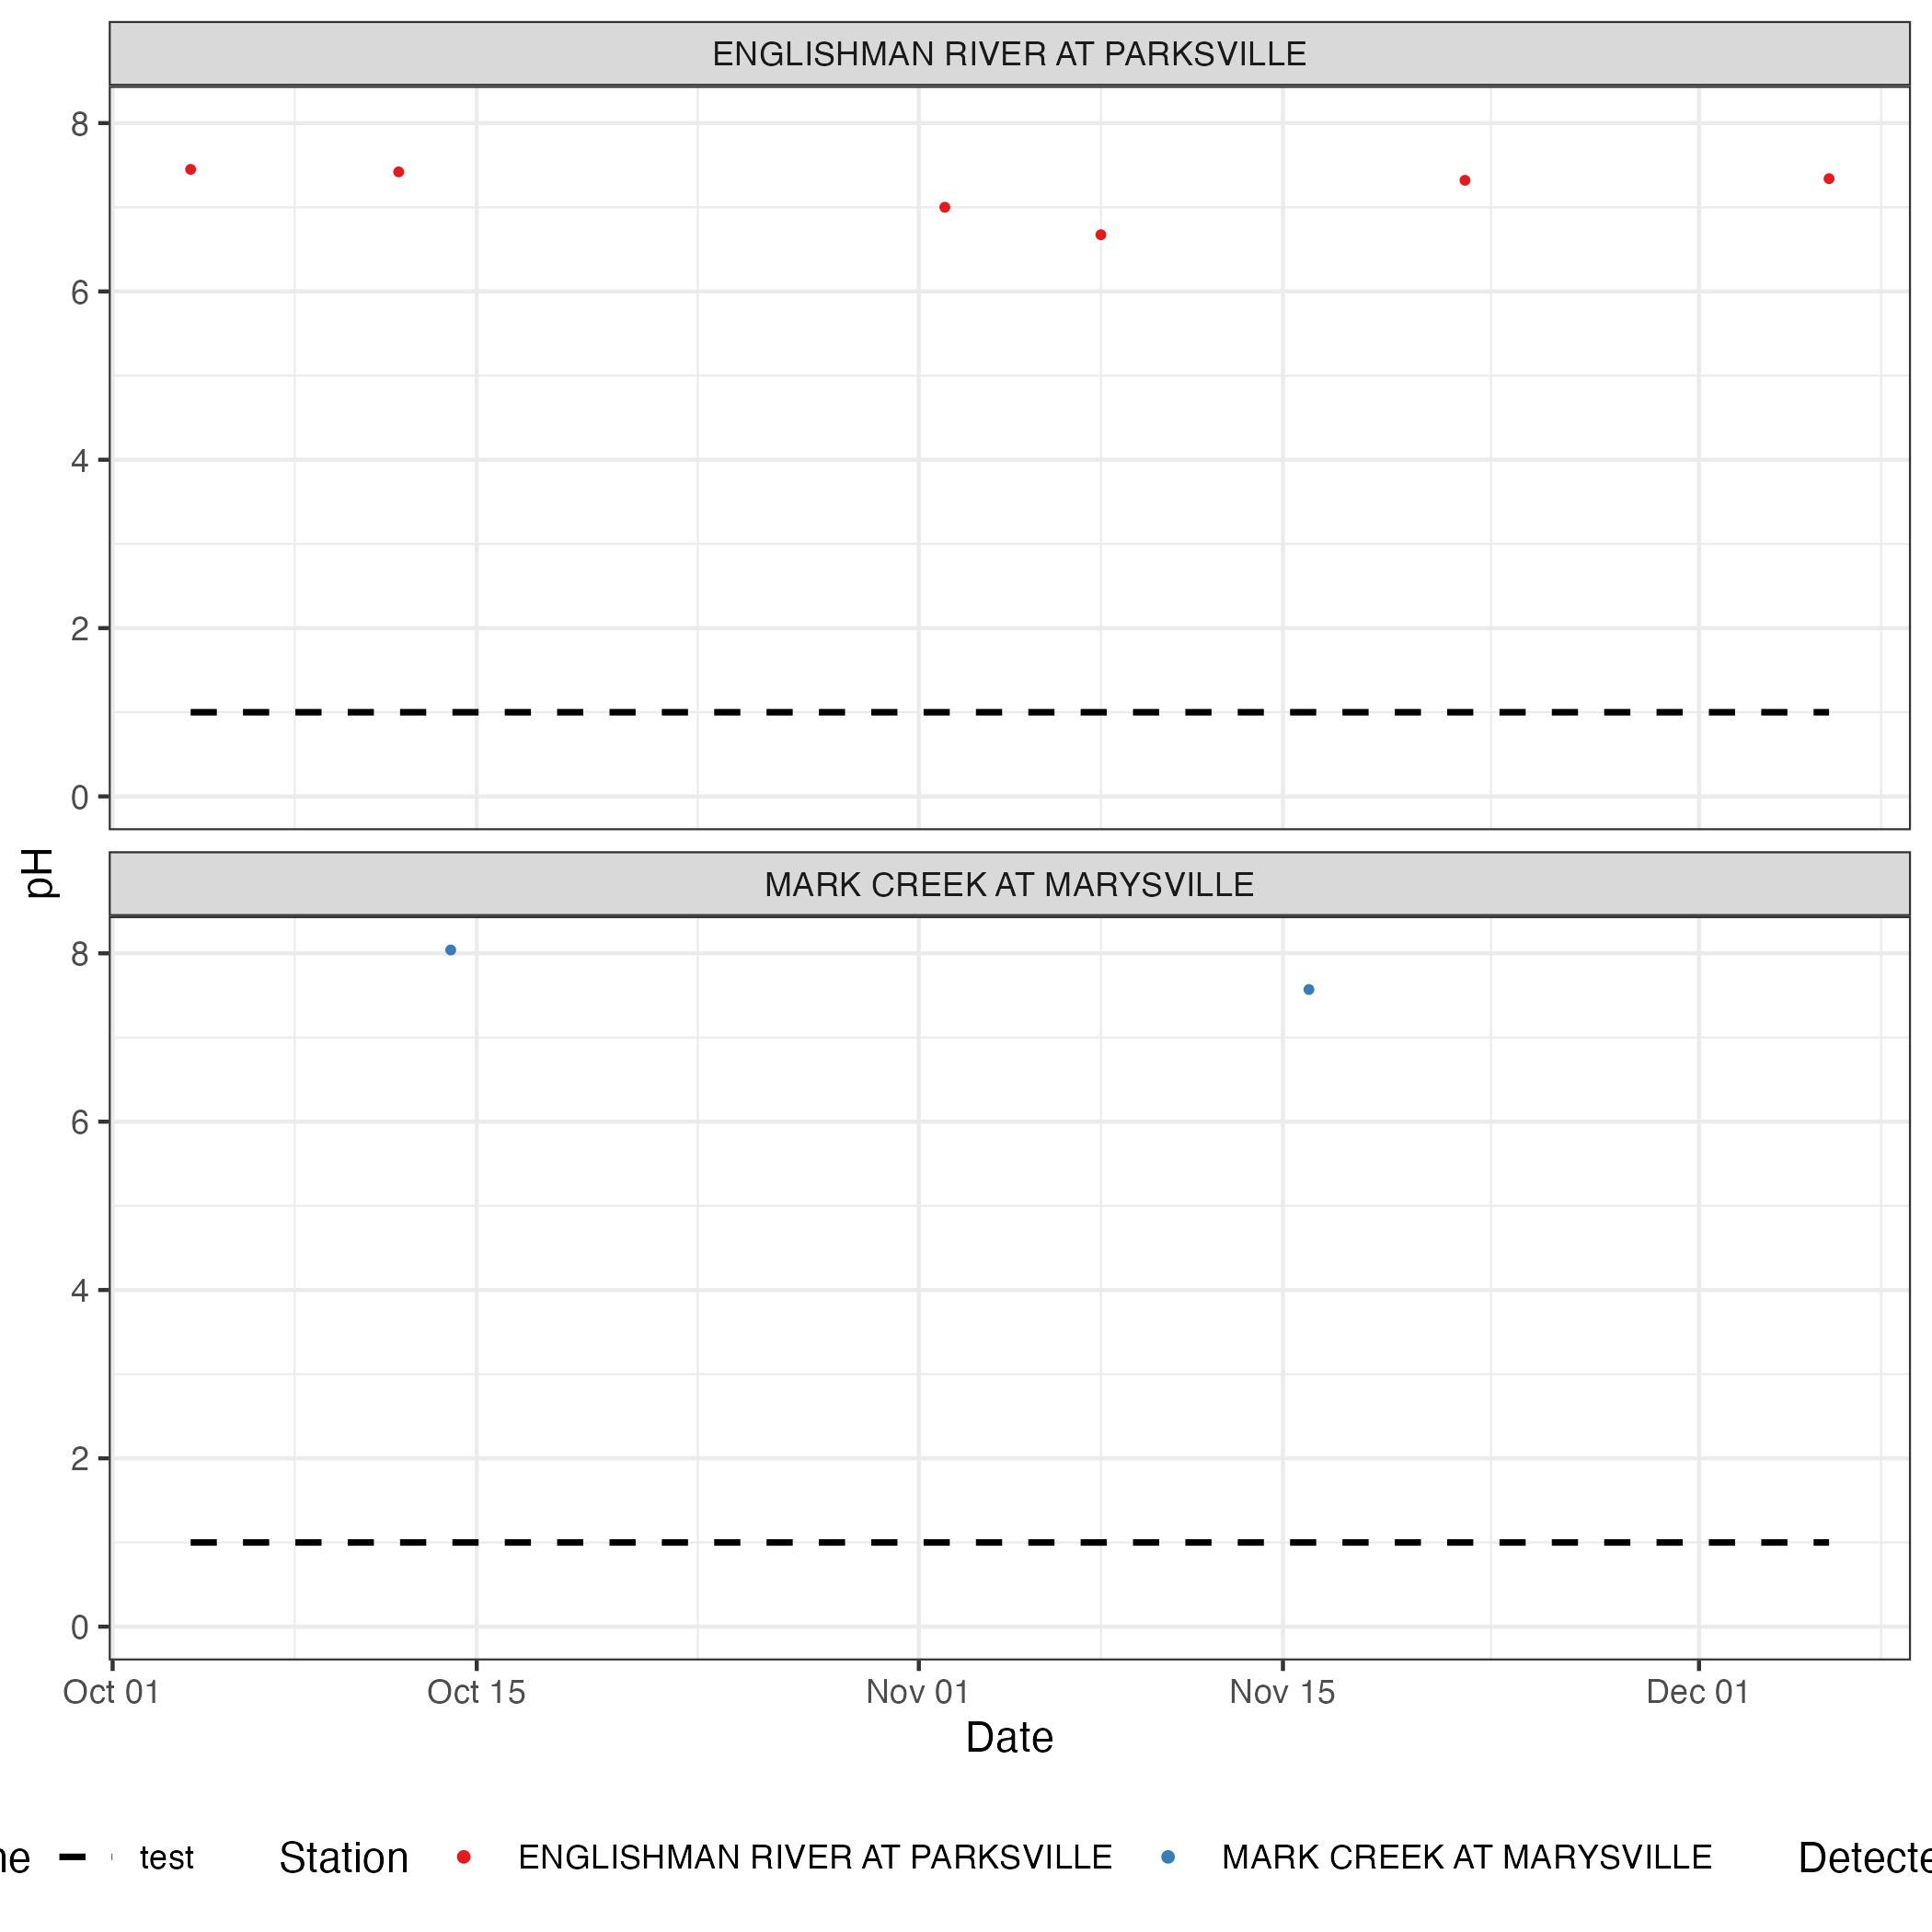 ENGLISHMAN RIVER AT PARKSVILLE
8
6
4
2
0
pH
MARK CREEK AT MARYSVILLE
8
6
4
2
0
Oct 01 Oct 15 Nov 01 Nov 15 Dec 01
Date
test Station ENGLISHMAN RIVER AT PARKSVILLE MARK CREEK AT MARYSVILLE